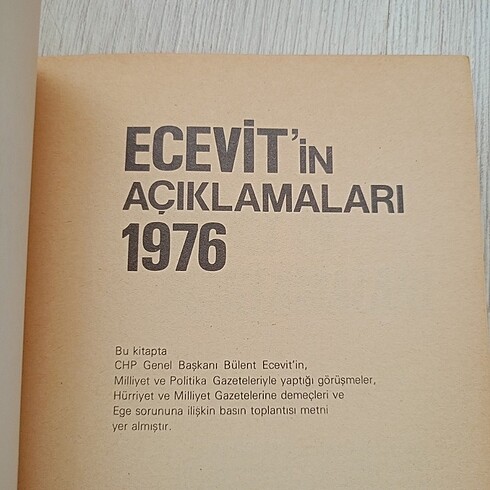 ECEVİT'İN
AÇIKLAMALARI
1976
Bu kitapta
CHP Genel Başkanı Bülent Ecevit'in,
Milliyet ve Politika Gazeteleriyle yaptığı görüşmeler,
Hürriyet ve Milliyet Gazetelerine demeçleri ve
Ege sorununa ilişkin basın toplantısı metni
yer almıştır.